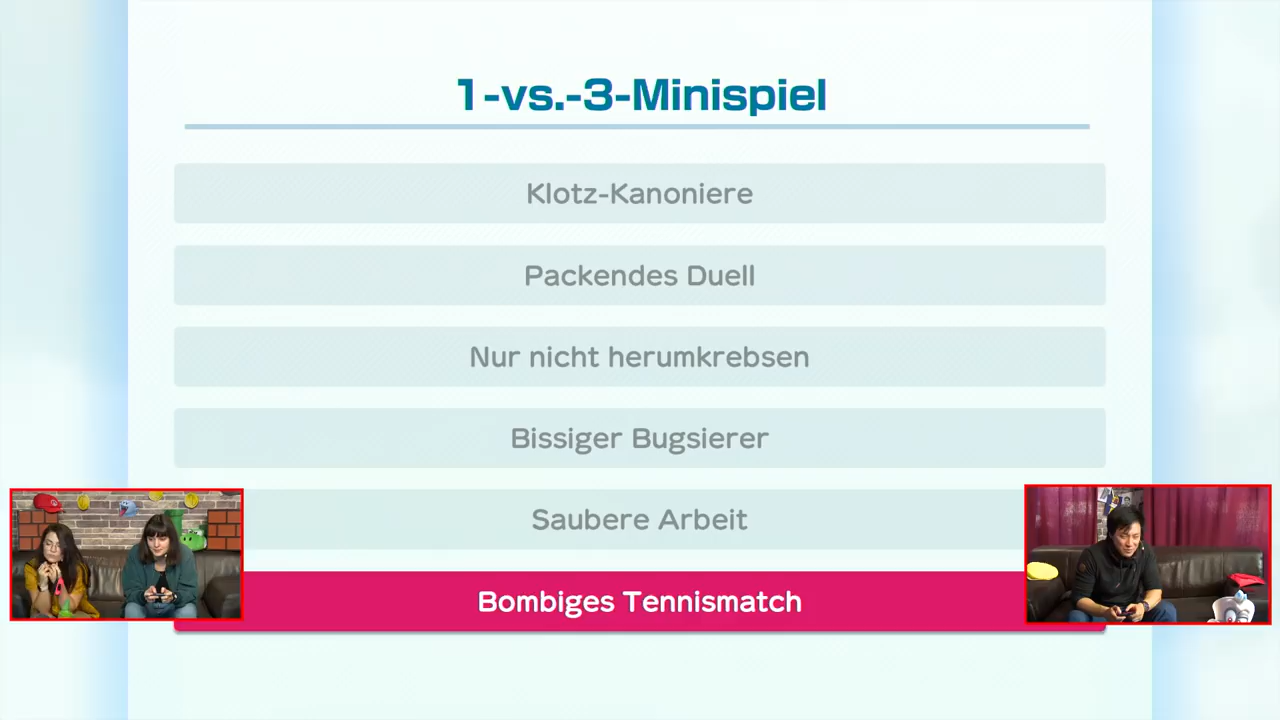 1-vs.-3-Minispiel
Klotz-Kanoniere
Packendes Duell
Nur nicht herumkrebsen
Bissiger Bugsierer
Saubere Arbeit
Bombiges Tennismatch